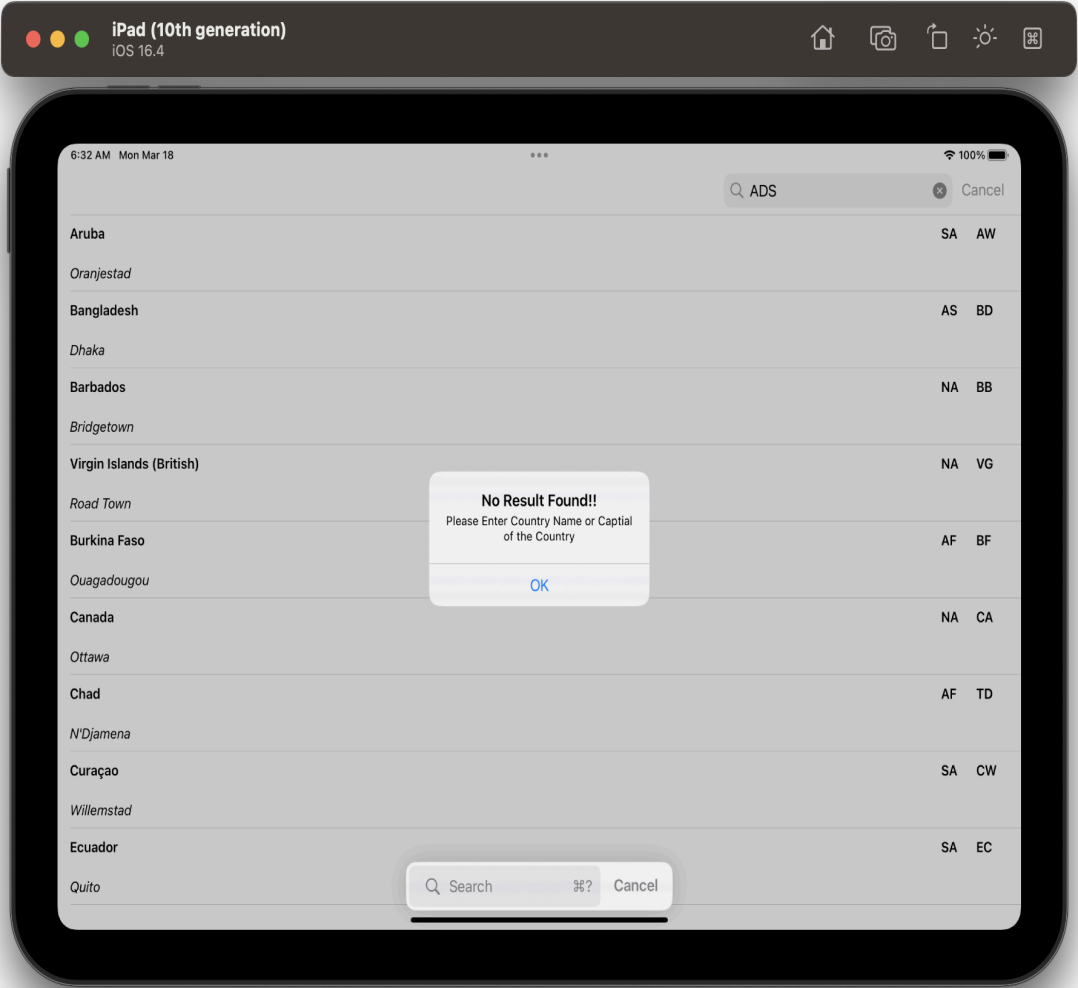 iPad (10th generation)
iOS 16.4
6:32 AM Mon Mar 18
100%
ADS Cancel
Aruba SA AW
Oranjestad
Bangladesh AS BD
Dhaka
Barbados NA BB
Bridgetown
Virgin Islands (British) NA VG
Road Town
No Result Found!!
Please Enter Country Name or Captial
of the Country
OK
Burkina Faso AF BF
Ouagadougou
Canada NA CA
Ottawa
Chad AF TD
N'Djamena
Curaçao SA CW
Willemstad
Ecuador SA EC
Quito
Search ⌘? Cancel